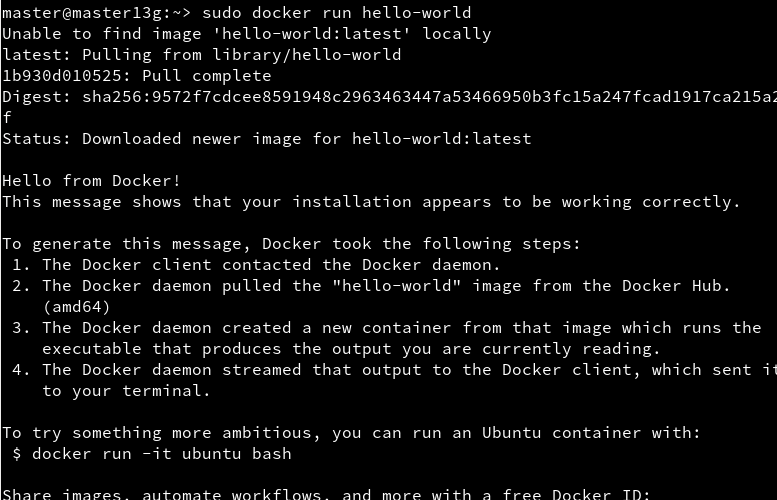 master@master13g:~> sudo docker run hello-world
Unable to find image 'hello-world:latest' locally
latest: Pulling from library/hello-world
1b930d010525: Pull complete
Digest: sha256:9572f7cdcee8591948c2963463447a53466950b3fc15a247fcad1917ca215a2
f
Status: Downloaded newer image for hello-world:latest

Hello from Docker!
This message shows that your installation appears to be working correctly.

To generate this message, Docker took the following steps:
 1. The Docker client contacted the Docker daemon.
 2. The Docker daemon pulled the "hello-world" image from the Docker Hub.
    (amd64)
 3. The Docker daemon created a new container from that image which runs the
    executable that produces the output you are currently reading.
 4. The Docker daemon streamed that output to the Docker client, which sent it
    to your terminal.

To try something more ambitious, you can run an Ubuntu container with:
 $ docker run -it ubuntu bash

Share images, automate workflows, and more with a free Docker ID: